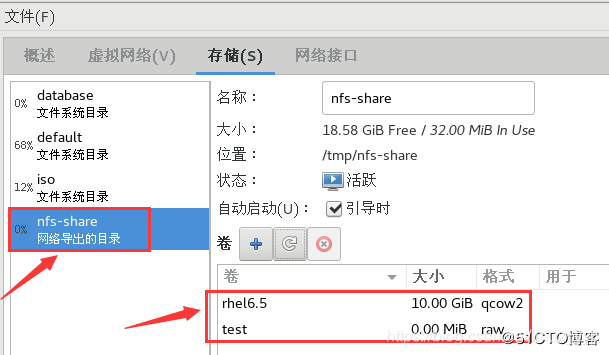 文件(F)
概述 虚拟网络(V) 存储(S) 网络接口
0% database
文件系统目录
68% default
文件系统目录
12% iso
文件系统目录
0% nfs-share
网络导出的目录
名称： nfs-share
大小： 18.58 GiB Free / 32.00 MiB In Use
位置： /tmp/nfs-share
状态： 活跃
自动启动(U)： 引导时
卷
卷 大小 格式 用于
rhel6.5 10.00 GiB qcow2
test 0.00 MiB raw
@51CTO博客